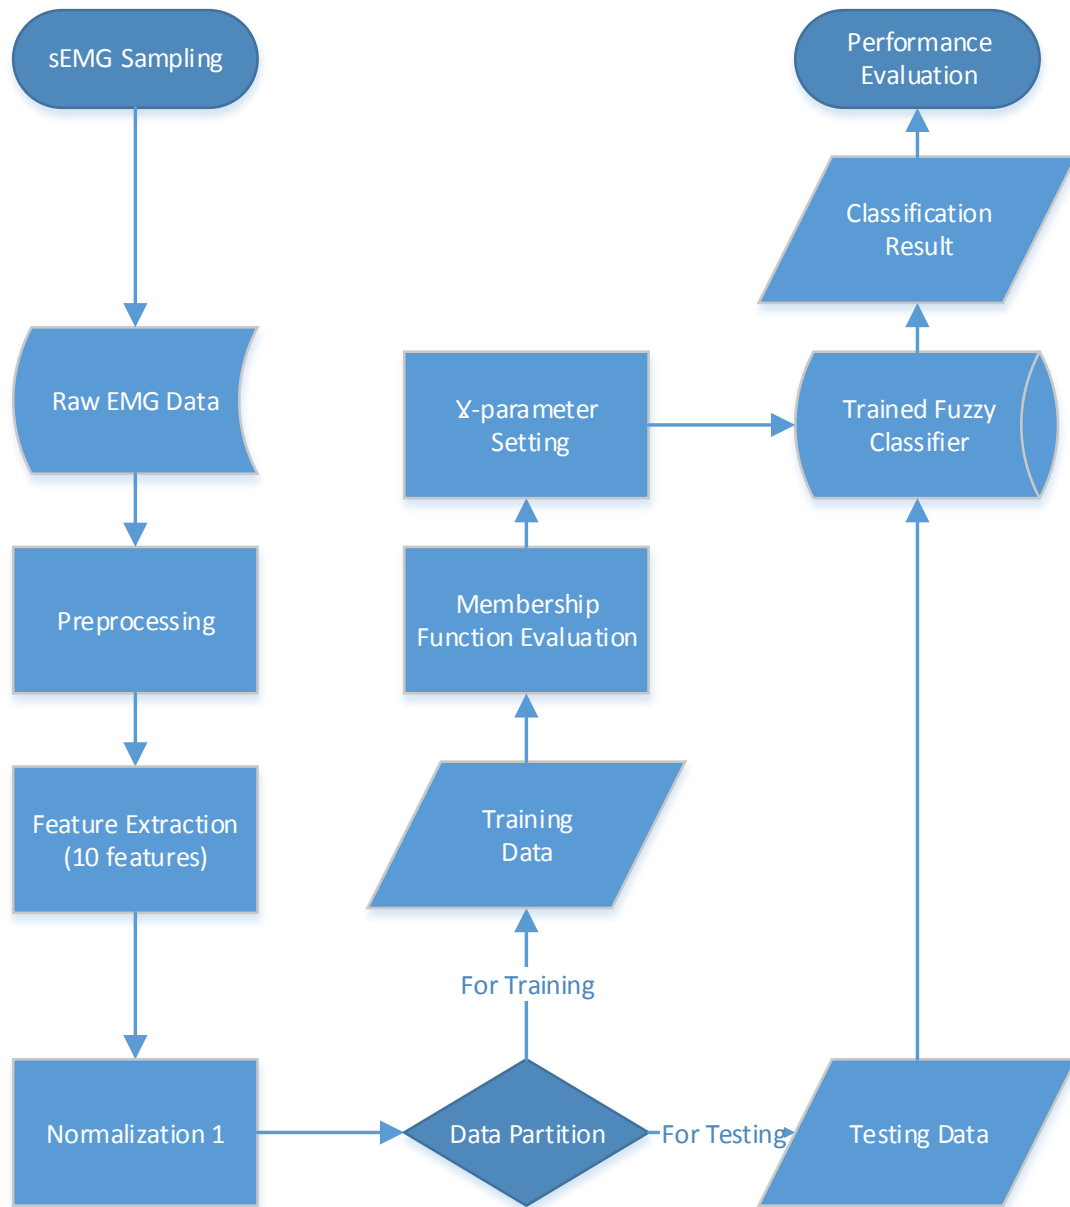 sEMG Sampling
Raw EMG Data
Preprocessing
Feature Extraction
(10 features)
Normalization 1
Data Partition
For Training
Training
Data
Membership
Function Evaluation
-parameter
Setting
For Testing
Testing Data
Trained Fuzzy
Classifier
Classification
Result
Performance
Evaluation